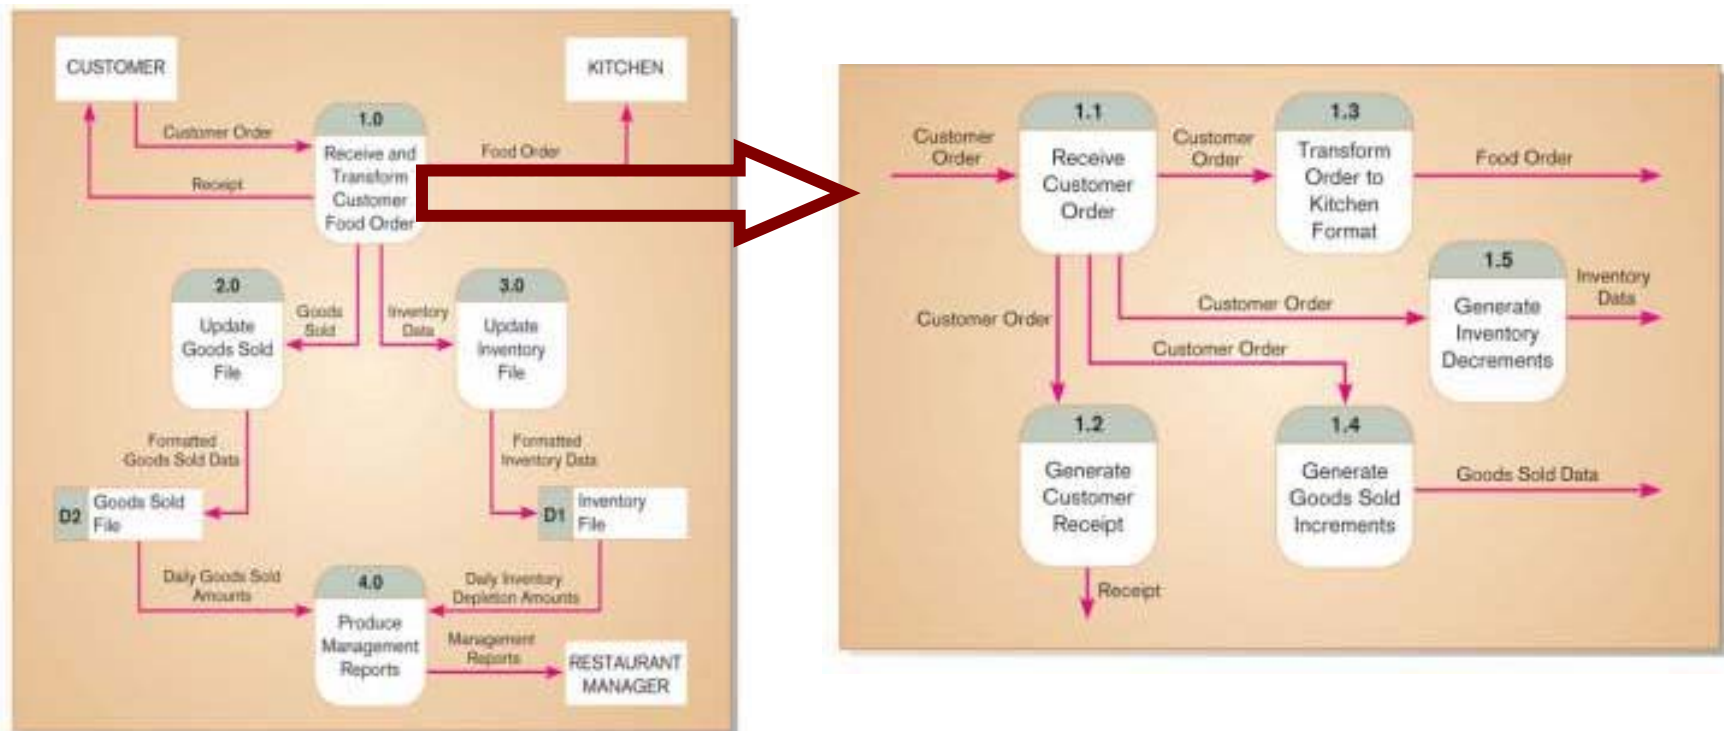 CUSTOMER
KITCHEN
1.0
Receive and
Transform
Customer
Food Order
Customer Order
Receipt
Food Order
2.0
Update
Goods Sold
File
Goods
Sold
Inventory
Data
3.0
Update
Inventory
File
Formatted
Goods Sold Data
Formatted
Inventory Data
D2
Goods Sold
File
D1
Inventory
File
Daily Goods Sold
Amounts
4.0
Produce
Management
Reports
Daily Inventory
Depletion Amounts
Management
Reports
RESTAURANT
MANAGER
Customer
Order
1.1
Receive
Customer
Order
Customer
Order
1.3
Transform
Order to
Kitchen
Format
Food Order
Customer Order
Customer Order
Customer Order
1.5
Generate
Inventory
Decrements
Inventory
Data
1.2
Generate
Customer
Receipt
1.4
Generate
Goods Sold
Increments
Goods Sold Data
Receipt